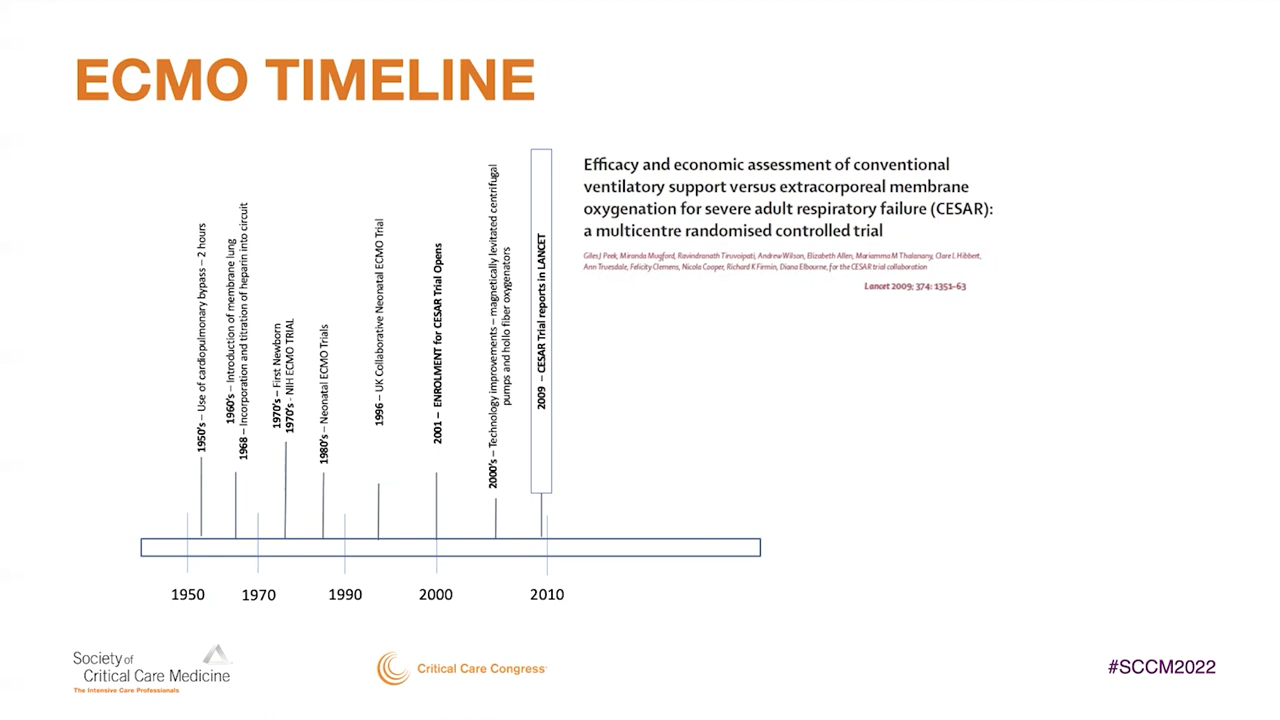 ECMO TIMELINE
1950's – Use of cardiopulmonary bypass – 2 hours
1960's – Introduction of membrane lung
1968 – Incorporation and titration of heparin into circuit
1970's – First Newborn
1970's - NIH ECMO TRIAL
1980's – Neonatal ECMO Trials
1996 – UK Collaborative Neonatal ECMO Trial
2001 – ENROLMENT for CESAR Trial Opens
2000's – Technology improvements – magnetically levitated centrifugal
pumps and hollo fiber oxygenators
2009 – CESAR Trial reports in LANCET
Efficacy and economic assessment of conventional
ventilatory support versus extracorporeal membrane
oxygenation for severe adult respiratory failure (CESAR):
a multicentre randomised controlled trial
Giles J Peek, Miranda Mugford, Ravindranath Tiruvoipati, Andrew Wilson, Elizabeth Allen, Mariamma M Thalanany, Clare L Hibbert,
Ann Truesdale, Felicity Clemens, Nicola Cooper, Richard K Firmin, Diana Elbourne, for the CESAR trial collaboration
Lancet 2009; 374: 1351–63
1950 1970 1990 2000 2010
Society of
Critical Care Medicine
The Intensive Care Professionals
Critical Care Congress
#SCCM2022